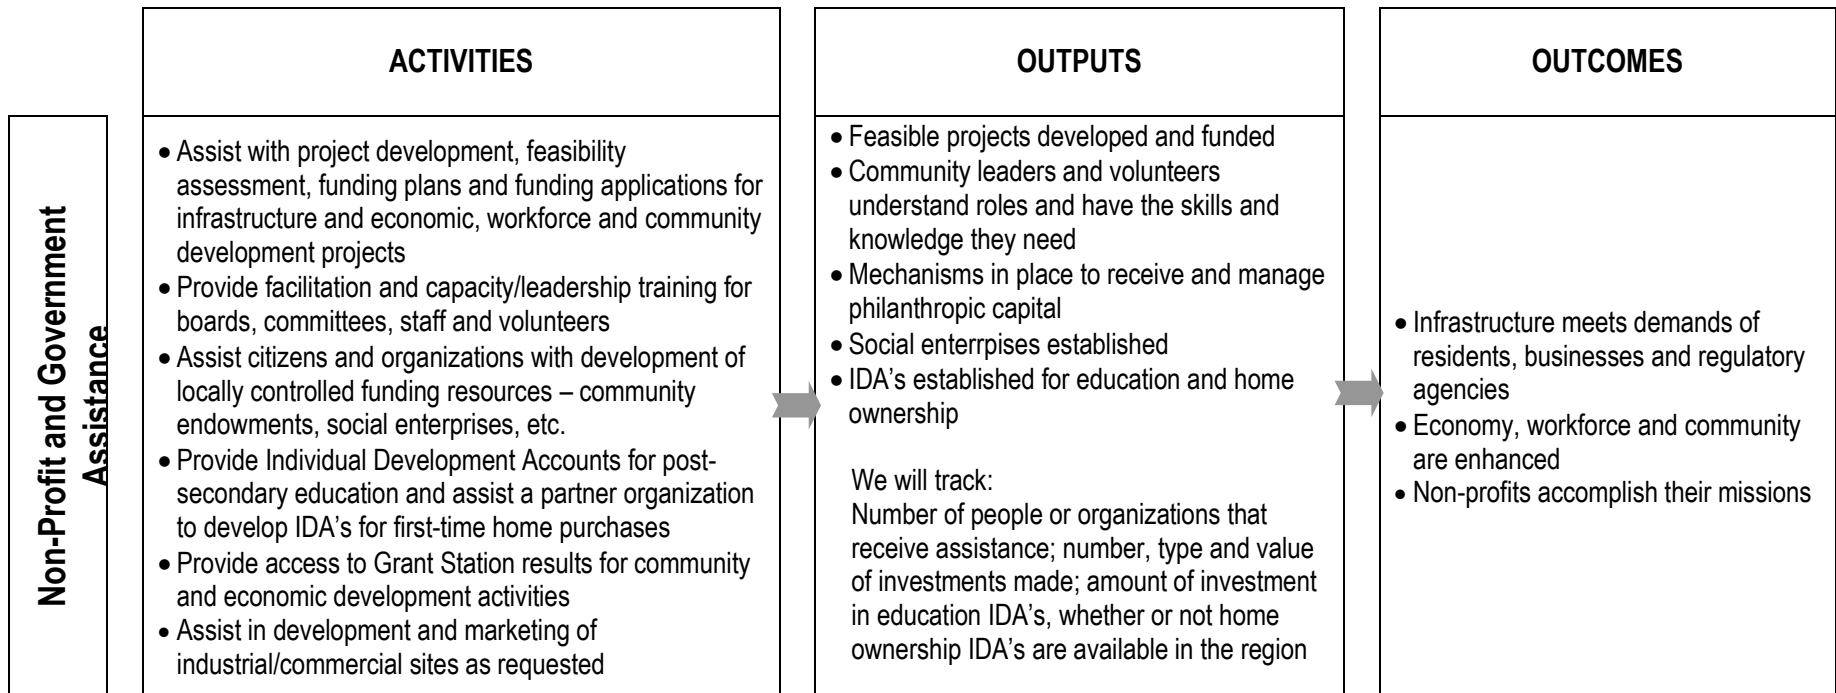 ACTIVITIES
OUTPUTS
OUTCOMES
Non-Profit and Government
Assistance
• Assist with project development, feasibility
assessment, funding plans and funding applications for
infrastructure and economic, workforce and community
development projects
• Provide facilitation and capacity/leadership training for
boards, committees, staff and volunteers
• Assist citizens and organizations with development of
locally controlled funding resources – community
endowments, social enterprises, etc.
• Provide Individual Development Accounts for post-
secondary education and assist a partner organization
to develop IDA’s for first-time home purchases
• Provide access to Grant Station results for community
and economic development activities
• Assist in development and marketing of
industrial/commercial sites as requested
• Feasible projects developed and funded
• Community leaders and volunteers
understand roles and have the skills and
knowledge they need
• Mechanisms in place to receive and manage
philanthropic capital
• Social enterrpises established
• IDA’s established for education and home
ownership
We will track:
Number of people or organizations that
receive assistance; number, type and value
of investments made; amount of investment
in education IDA’s, whether or not home
ownership IDA’s are available in the region
• Infrastructure meets demands of
residents, businesses and regulatory
agencies
• Economy, workforce and community
are enhanced
• Non-profits accomplish their missions